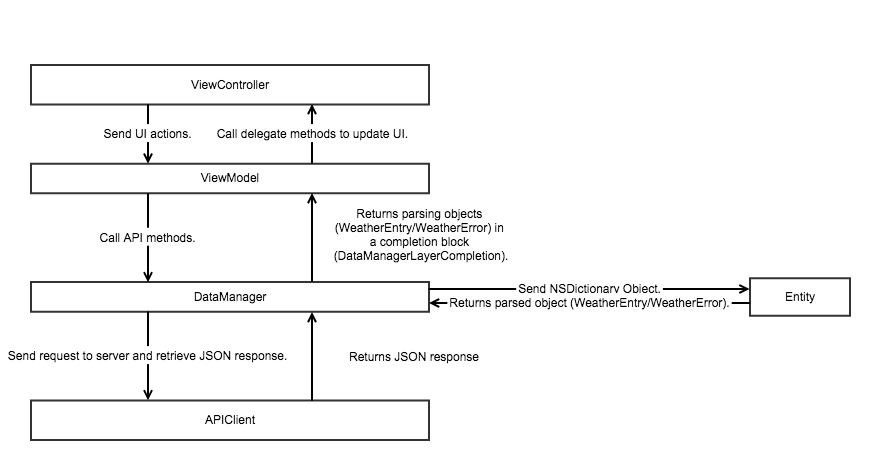 ViewController
Send UI actions.
Call delegate methods to update UI.
ViewModel
Call API methods.
Returns parsing objects
(WeatherEntry/WeatherError) in
a completion block
(DataManagerLayerCompletion).
DataManager
Send NSDictionary Object.
Returns parsed object (WeatherEntry/WeatherError).
Entity
Send request to server and retrieve JSON response.
Returns JSON response
APIClient